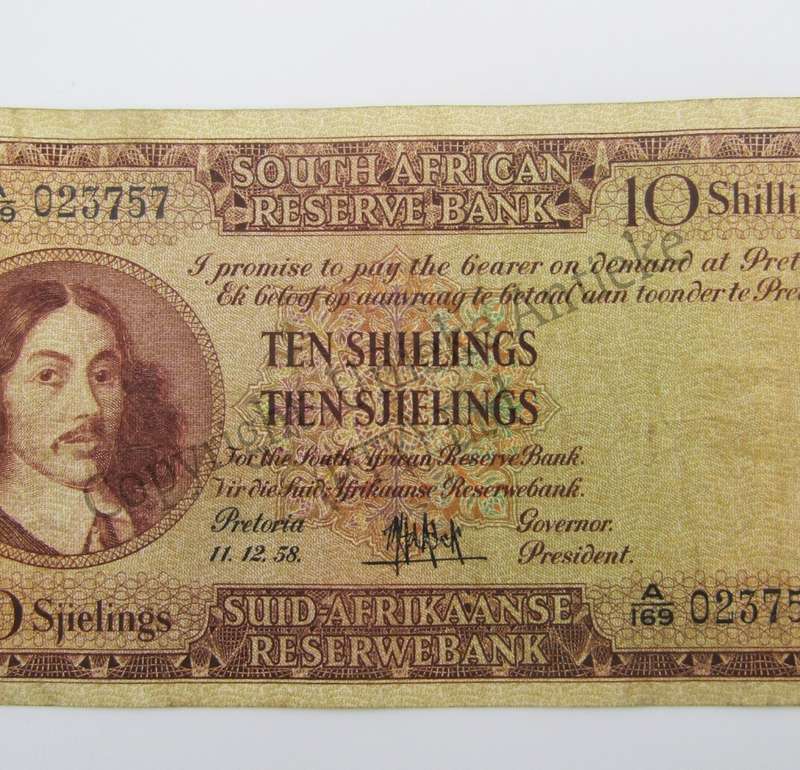 SOUTH AFRICAN
RESERVE BANK
023757
10 Shilli
I promise to pay the bearer on demand at Pret
Ek beloof op aanvraag te betaal aan toonder te Pre
TEN SHILLINGS
TIEN SJIELINGS
For the South African Reserve Bank.
Vir die Suid-Afrikaanse Reserwebank.
Pretoria
Governor.
11.12.58.
President.
Sjielings
SUID-AFRIKAANSE
RESERWEBANK
A/169 02375